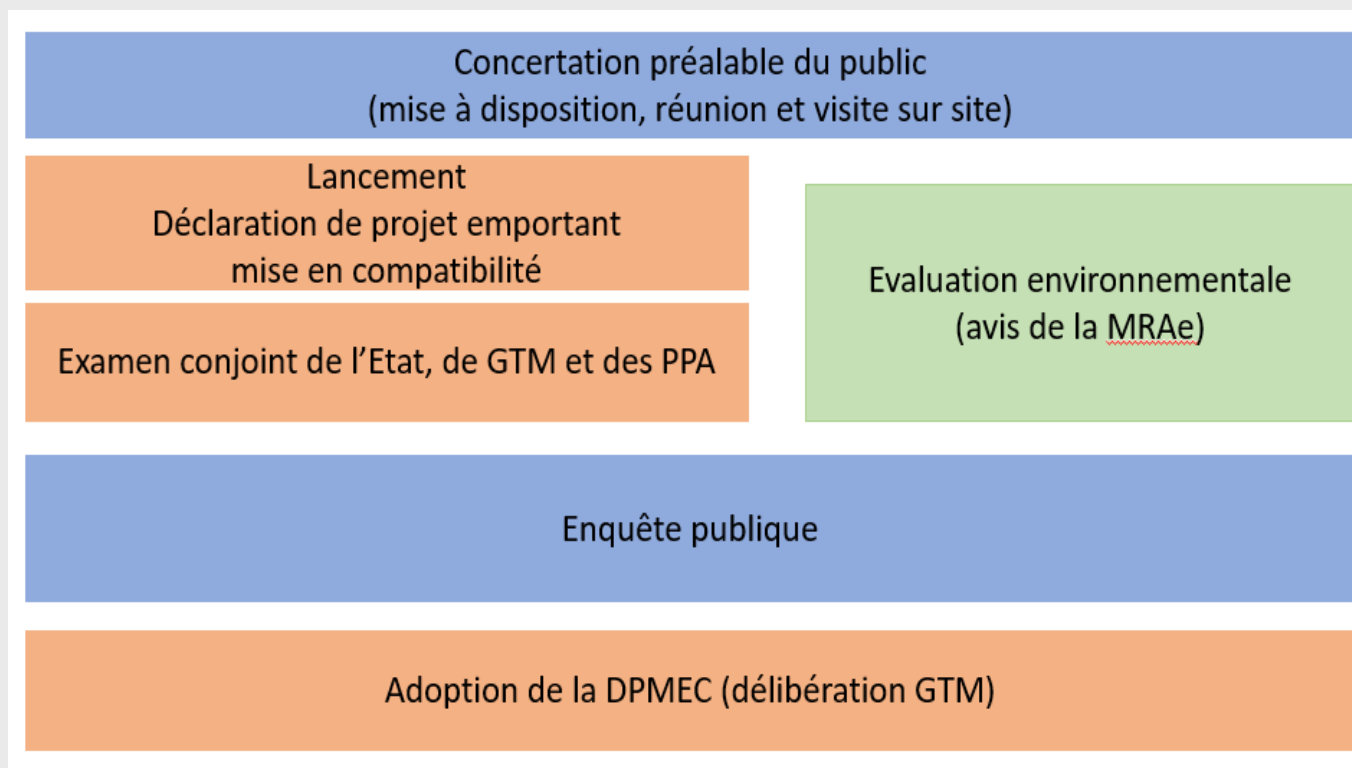 Concertation préalable du public
(mise à disposition, réunion et visite sur site)
Lancement
Déclaration de projet emportant
mise en compatibilité
Examen conjoint de l'Etat, de GTM et des PPA
Evaluation environnementale
(avis de la MRAe)
Enquête publique
Adoption de la DPMEC (délibération GTM)